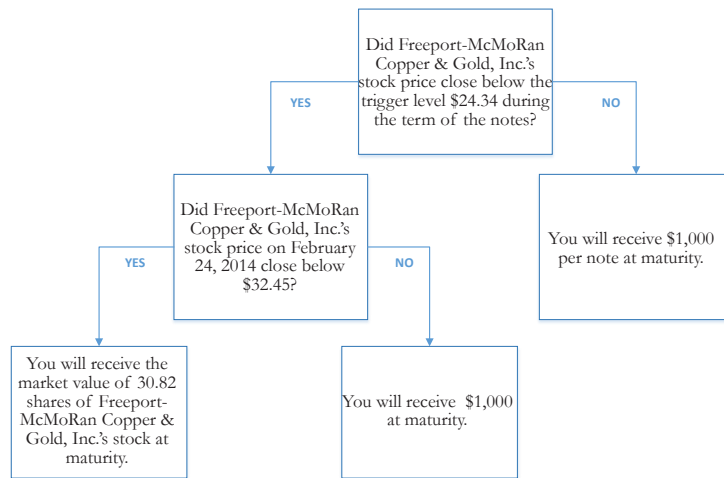 Did Freeport-McMoRan
Copper & Gold, Inc.'s
stock price close below the
trigger level $24.34 during
the term of the notes?
YES
NO
Did Freeport-McMoRan
Copper & Gold, Inc.'s
stock price on February
24, 2014 close below
$32.45?
You will receive $1,000
per note at maturity.
YES
NO
You will receive the
market value of 30.82
shares of Freeport-
McMoRan Copper &
Gold, Inc.'s stock at
maturity.
You will receive $1,000
at maturity.